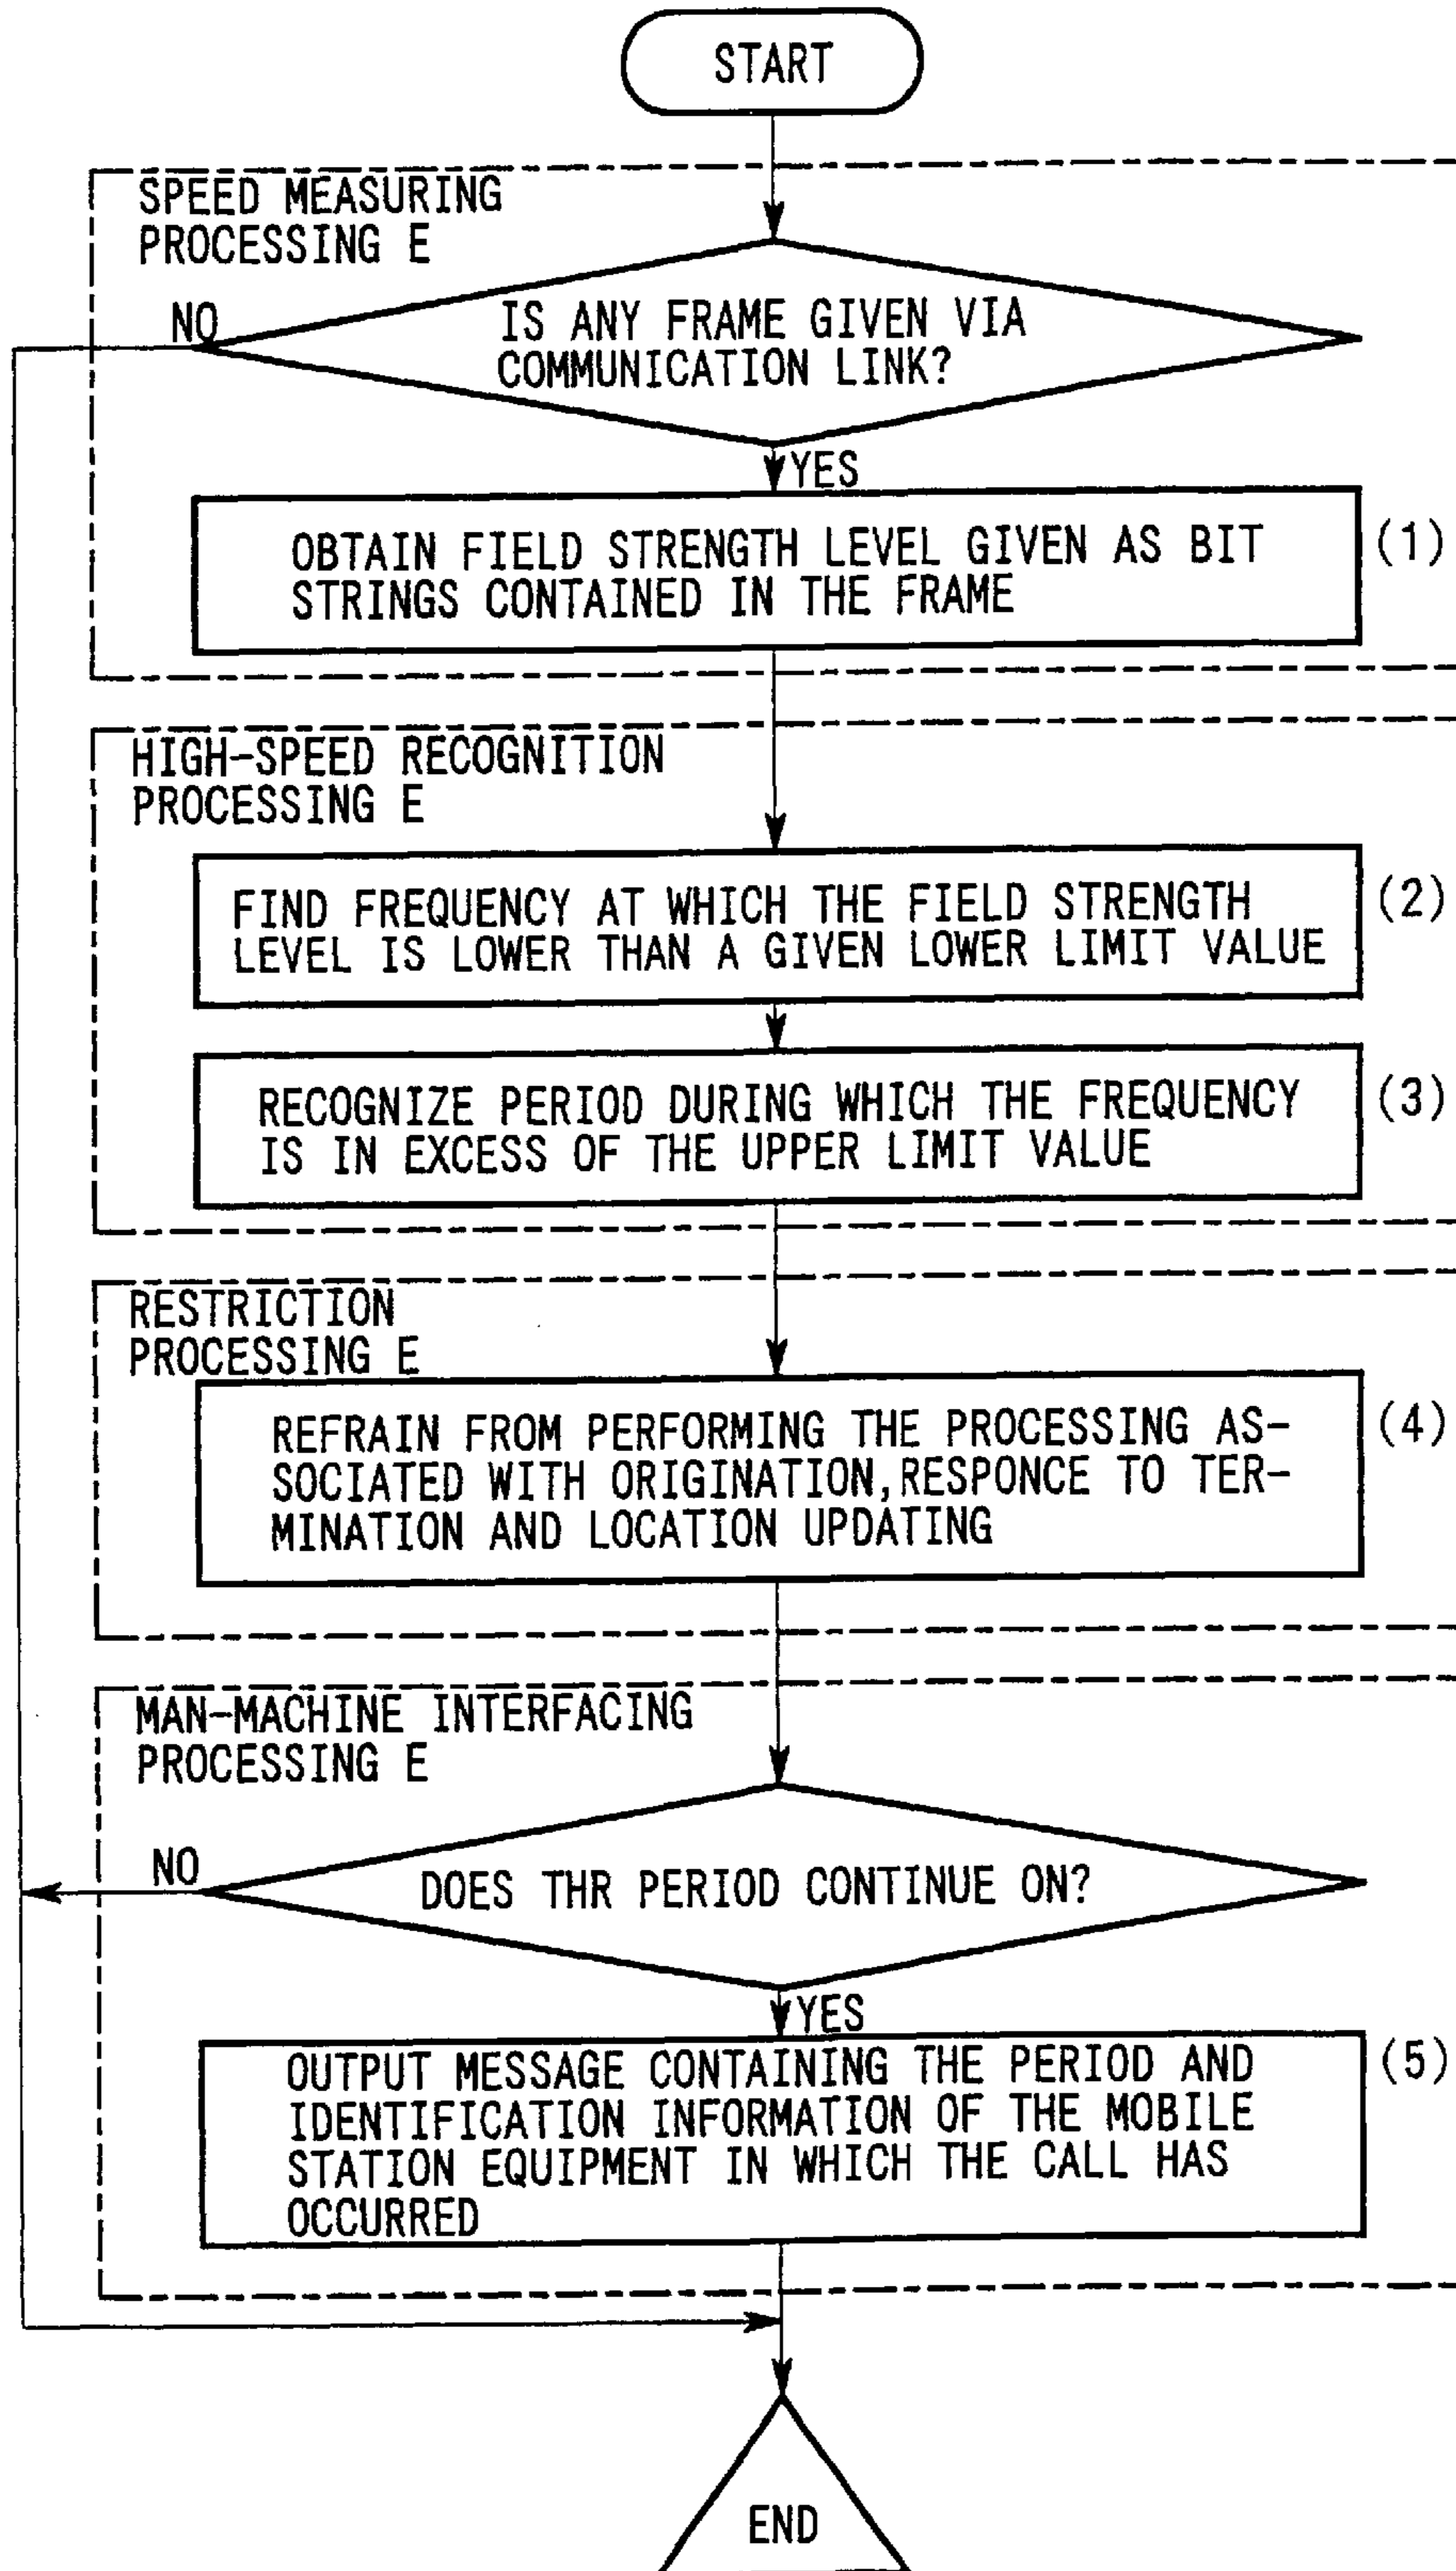 START
SPEED MEASURING
PROCESSING E
NO
IS ANY FRAME GIVEN VIA
COMMUNICATION LINK?
YES
OBTAIN FIELD STRENGTH LEVEL GIVEN AS BIT
STRINGS CONTAINED IN THE FRAME
(1)
HIGH-SPEED RECOGNITION
PROCESSING E
FIND FREQUENCY AT WHICH THE FIELD STRENGTH
LEVEL IS LOWER THAN A GIVEN LOWER LIMIT VALUE
(2)
RECOGNIZE PERIOD DURING WHICH THE FREQUENCY
IS IN EXCESS OF THE UPPER LIMIT VALUE
(3)
RESTRICTION
PROCESSING E
REFRAIN FROM PERFORMING THE PROCESSING AS-
SOCIATED WITH ORIGINATION,RESPONCE TO TER-
MINATION AND LOCATION UPDATING
(4)
MAN-MACHINE INTERFACING
PROCESSING E
NO
DOES THR PERIOD CONTINUE ON?
YES
OUTPUT MESSAGE CONTAINING THE PERIOD AND
IDENTIFICATION INFORMATION OF THE MOBILE
STATION EQUIPMENT IN WHICH THE CALL HAS
OCCURRED
(5)
END